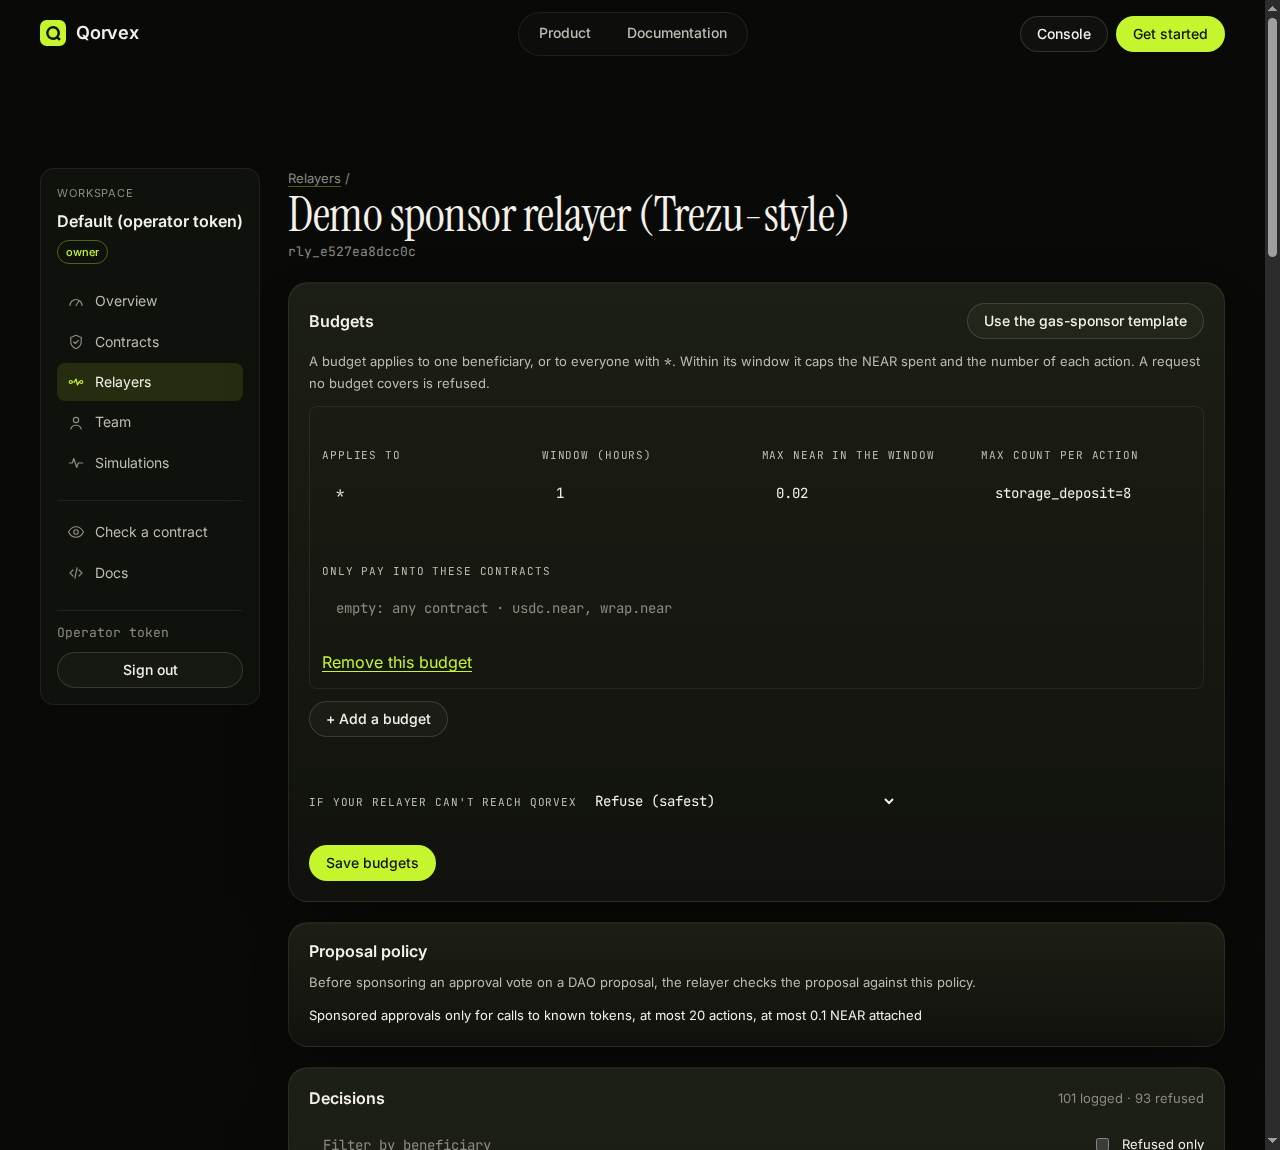 Qorvex
Product
Documentation
Console
Get started
WORKSPACE
Default (operator token)
owner
Overview
Contracts
Relayers
Team
Simulations
Check a contract
Docs
Operator token
Sign out
Relayers /
Demo sponsor relayer (Trezu-style)
rly_e527ea8dcc0c
Budgets
Use the gas-sponsor template
A budget applies to one beneficiary, or to everyone with *. Within its window it caps the NEAR spent and the number of each action. A request
no budget covers is refused.
APPLIES TO
WINDOW (HOURS)
MAX NEAR IN THE WINDOW
MAX COUNT PER ACTION
*
1
0.02
storage_deposit=8
ONLY PAY INTO THESE CONTRACTS
empty: any contract · usdc.near, wrap.near
Remove this budget
+ Add a budget
IF YOUR RELAYER CAN'T REACH QORVEX
Refuse (safest)
Save budgets
Proposal policy
Before sponsoring an approval vote on a DAO proposal, the relayer checks the proposal against this policy.
Sponsored approvals only for calls to known tokens, at most 20 actions, at most 0.1 NEAR attached
Decisions
101 logged · 93 refused
Filter by beneficiary
Refused only